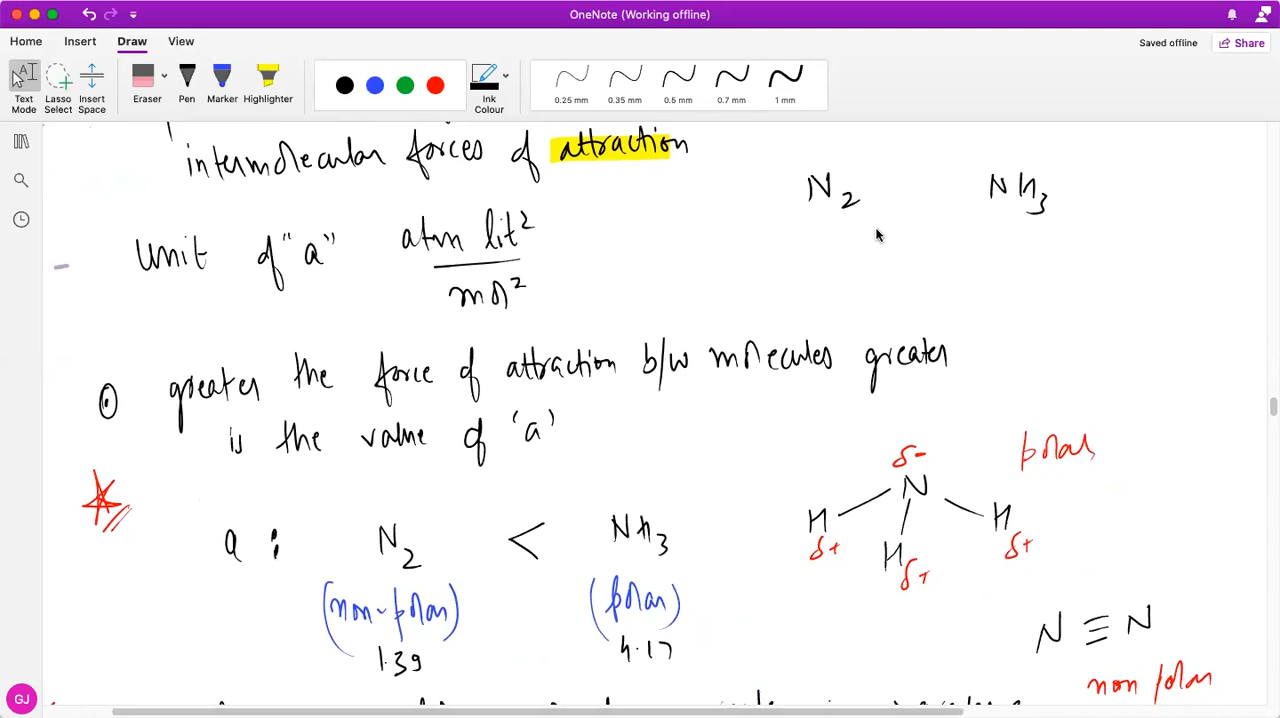 OneNote (Working offline)
Home Insert Draw View
Saved offline
Share
Text Mode
Lasso Select
Insert Space
Eraser
Pen
Marker
Highlighter
Ink Colour
0.25 mm 0.35 mm 0.5 mm 0.7 mm 1 mm
intermolecular forces of attraction
N2 NH3
Unit of "a" atm lit²
mol²
greater the force of attraction b/w molecules greater
is the value of 'a'
polar
δ-
N
H H H
δ+ δ+ δ+
a : N2 < NH3
(non-polar) (polar)
1.39 4.17
N ≡ N
non polar
GJ